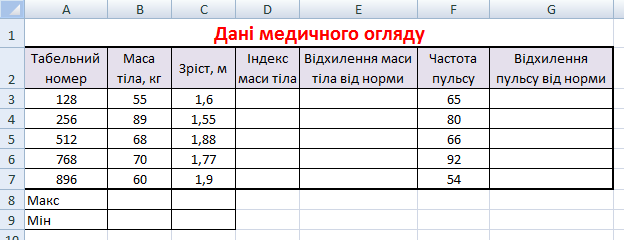 A B C D E F G
1 Дані медичного огляду
2 Табельний номер Маса тіла, кг Зріст, м Індекс маси тіла Відхилення маси тіла від норми Частота пульсу Відхилення пульсу від норми
3 128 55 1,6 65
4 256 89 1,55 80
5 512 68 1,88 66
6 768 70 1,77 92
7 896 60 1,9 54
8 Макс
9 Мін
10